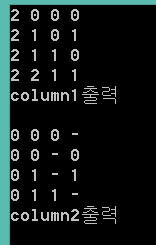 2 0 0 0
2 1 0 1
2 1 1 0
2 2 1 1
column1출력

0 0 0 -
0 0 - 0
0 1 - 1
0 1 1 -
column2출력